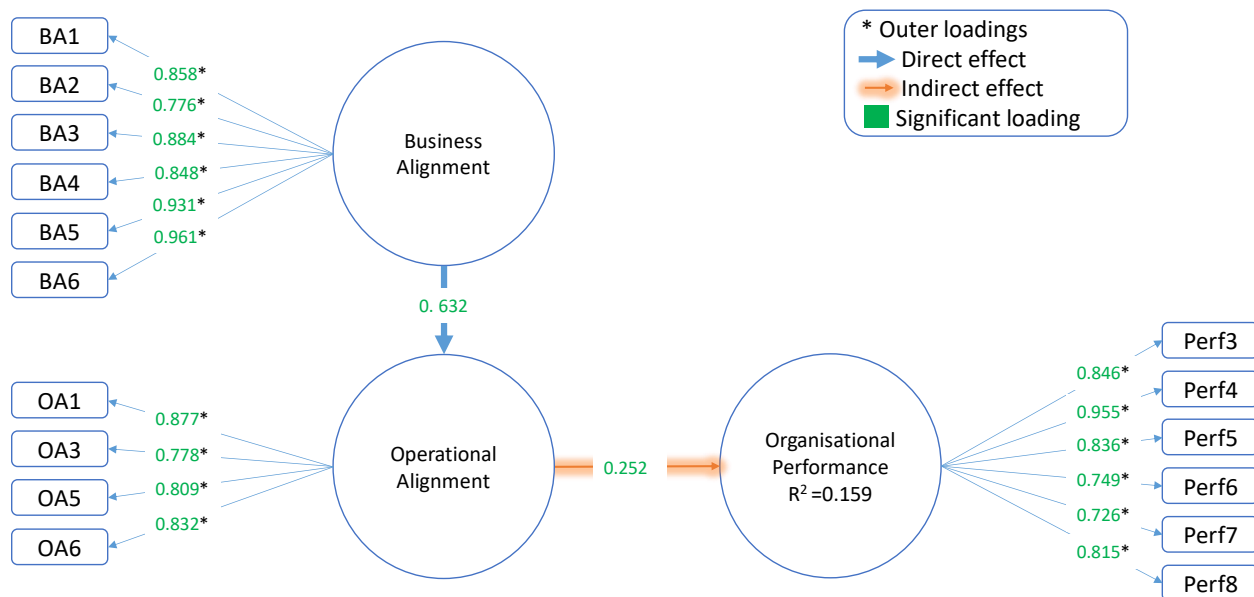 BA1
BA2
BA3
BA4
BA5
BA6
0.858*
0.776*
0.884*
0.848*
0.931*
0.961*
Business
Alignment
* Outer loadings
Direct effect
Indirect effect
Significant loading
0. 632
OA1
OA3
OA5
OA6
0.877*
0.778*
0.809*
0.832*
Operational
Alignment
0.252
Organisational
Performance
R² =0.159
0.846*
0.955*
0.836*
0.749*
0.726*
0.815*
Perf3
Perf4
Perf5
Perf6
Perf7
Perf8